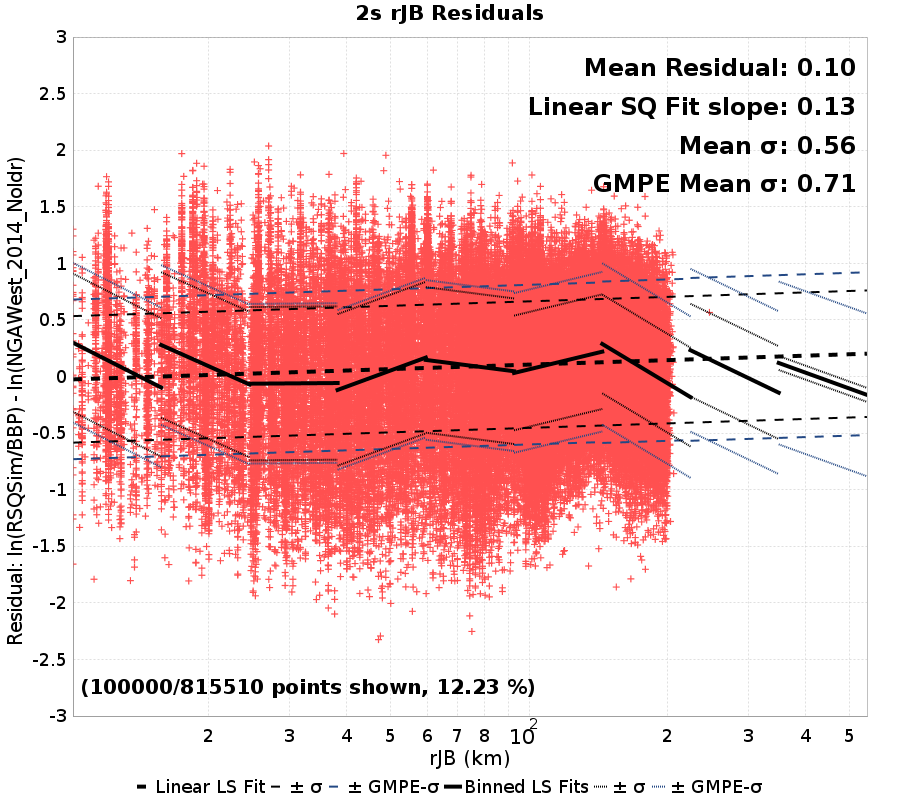 2s rJB Residuals
Mean Residual: 0.10
Linear SQ Fit slope: 0.13
Mean σ: 0.56
GMPE Mean σ: 0.71
Residual: ln(RSQSim/BBP) - ln(NGAWest_2014_NoIdr)
3
2.5
2
1.5
1
0.5
0
-0.5
-1
-1.5
-2
-2.5
-3
(100000/815510 points shown, 12.23 %)
2 3 4 5 6 7 8 10^2 2 3 4 5
rJB (km)
Linear LS Fit ± σ ± GMPE-σ Binned LS Fits ± σ ± GMPE-σ